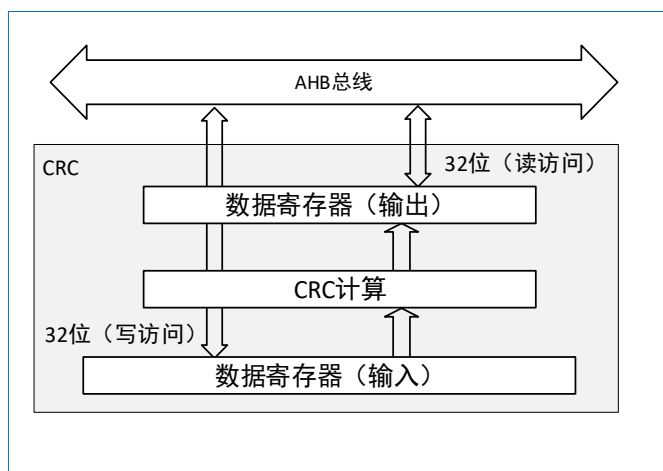 AHB总线
CRC
32位（读访问）
数据寄存器（输出）
CRC计算
32位（写访问）
数据寄存器（输入）